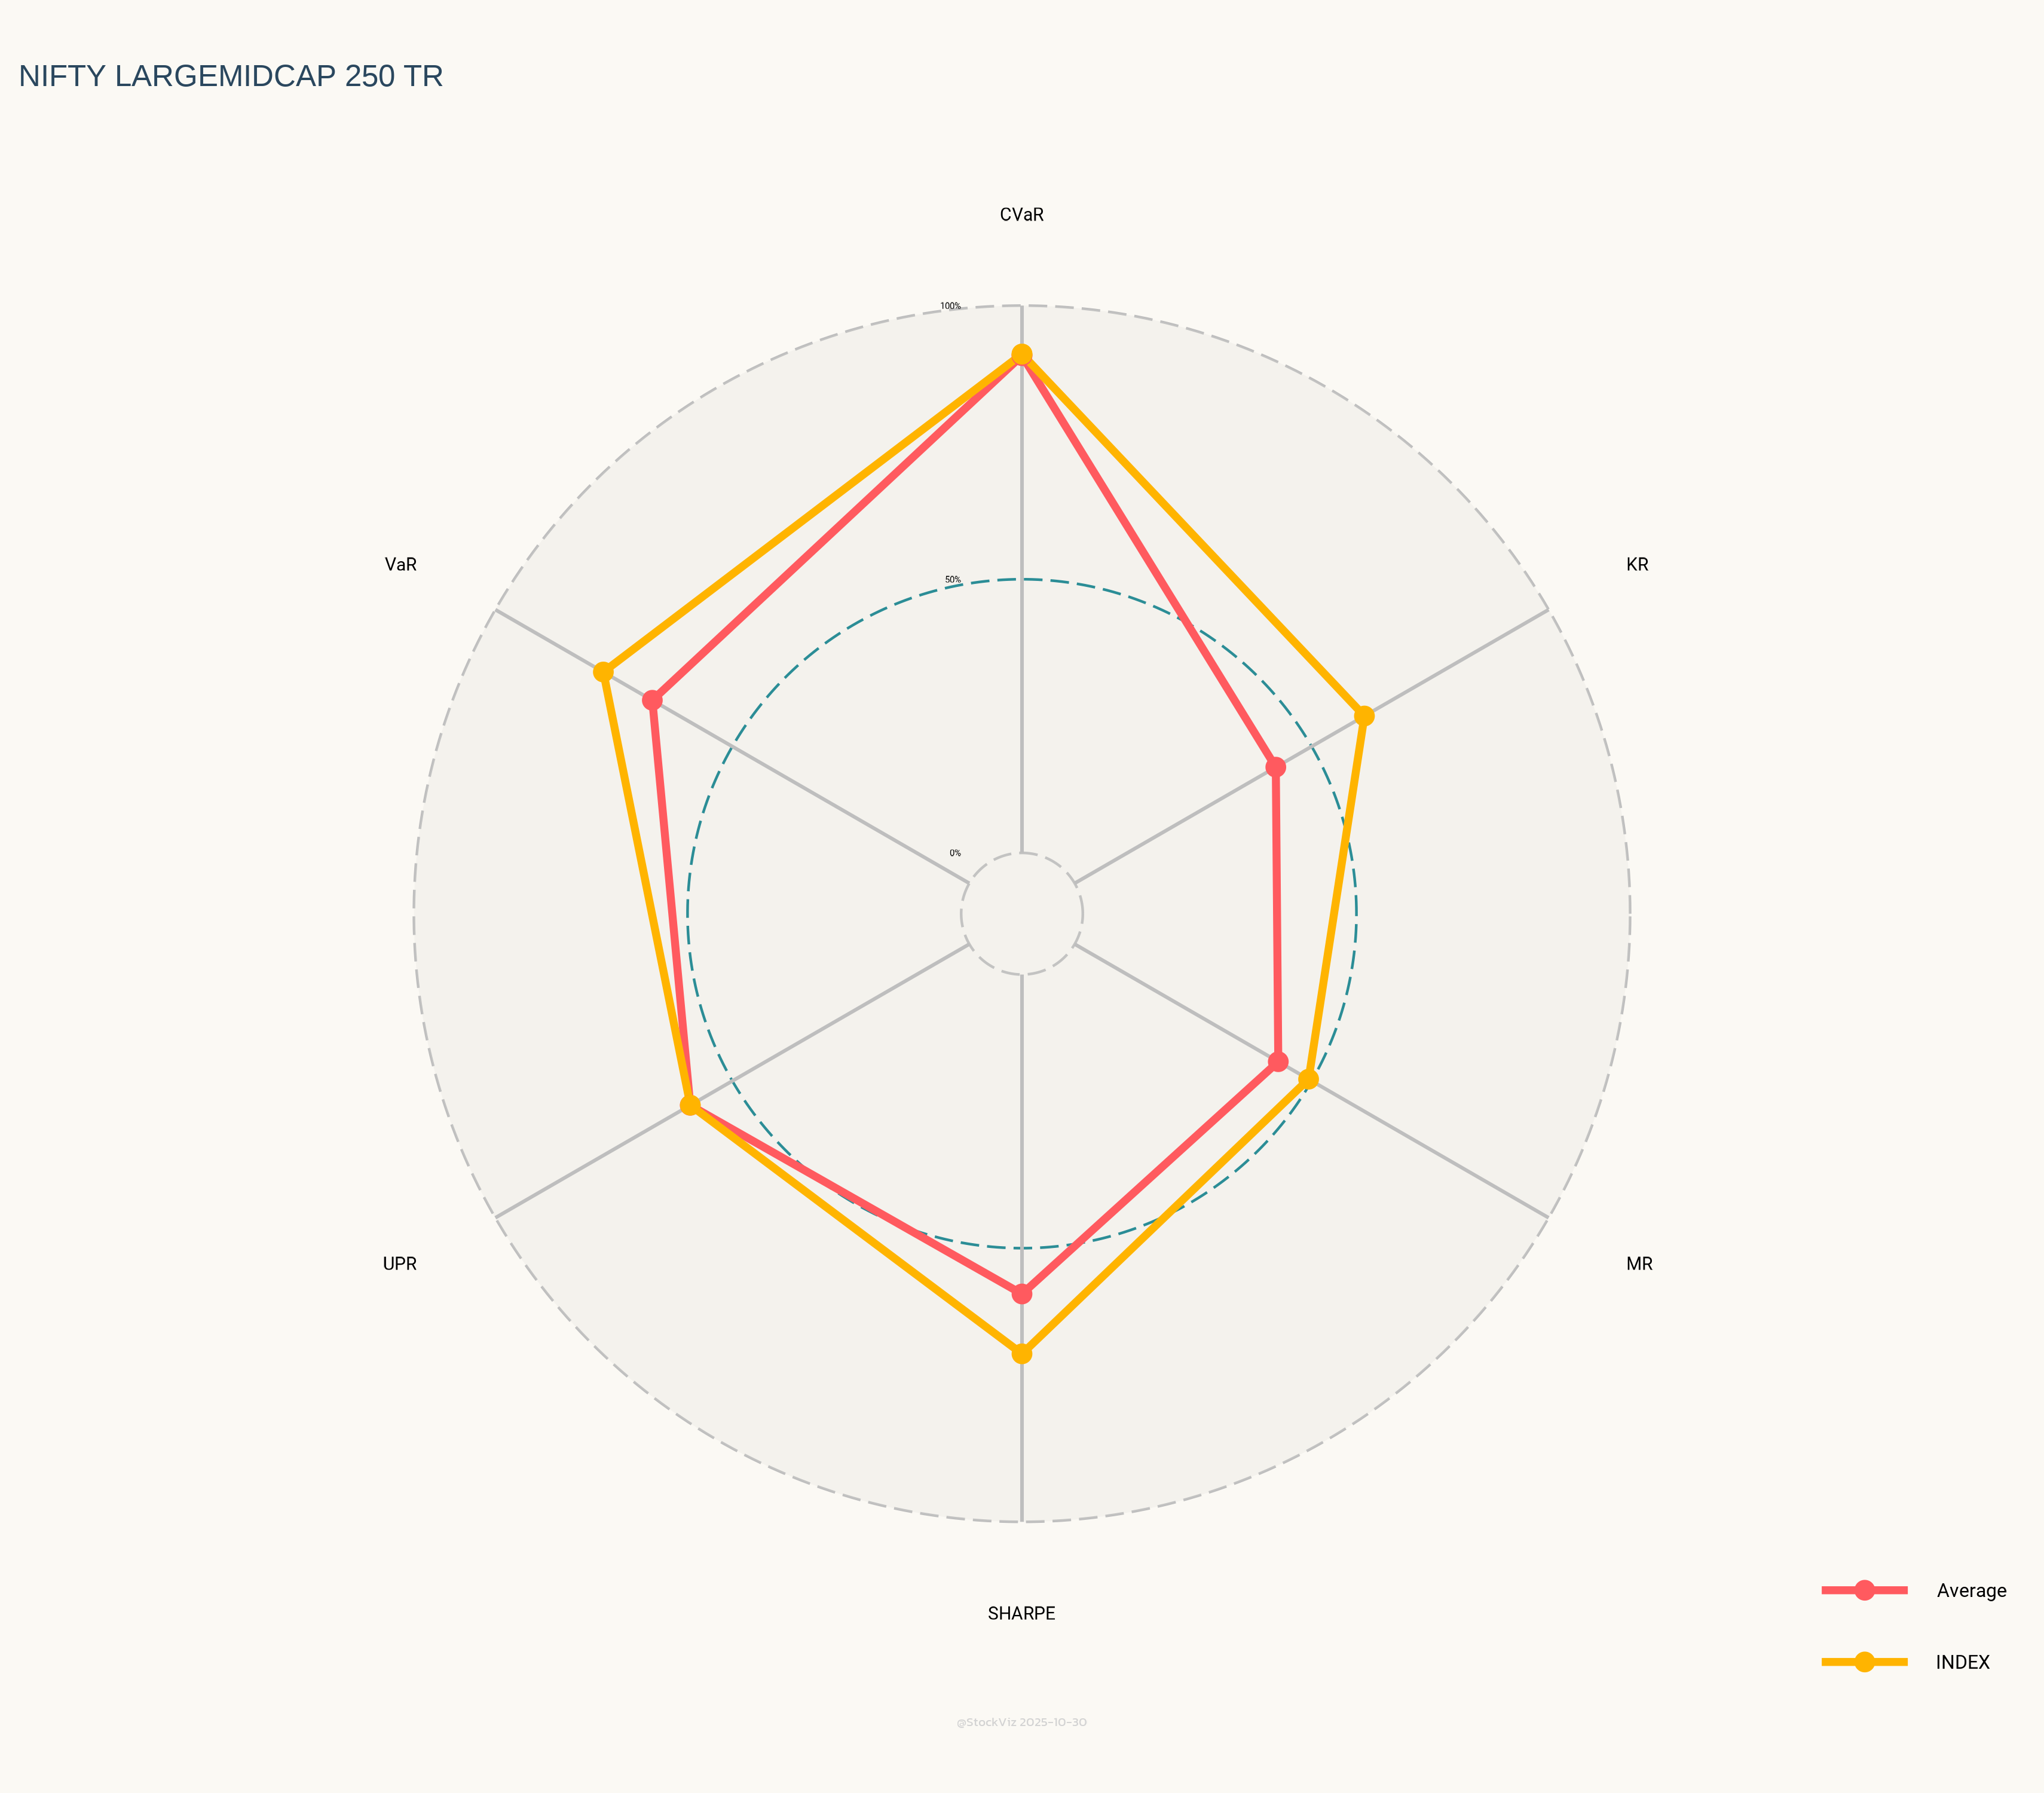 NIFTY LARGEMIDCAP 250 TR
CVaR
100%
VaR
KR
50%
0%
UPR
MR
SHARPE
Average
INDEX
@StockViz 2025-10-30